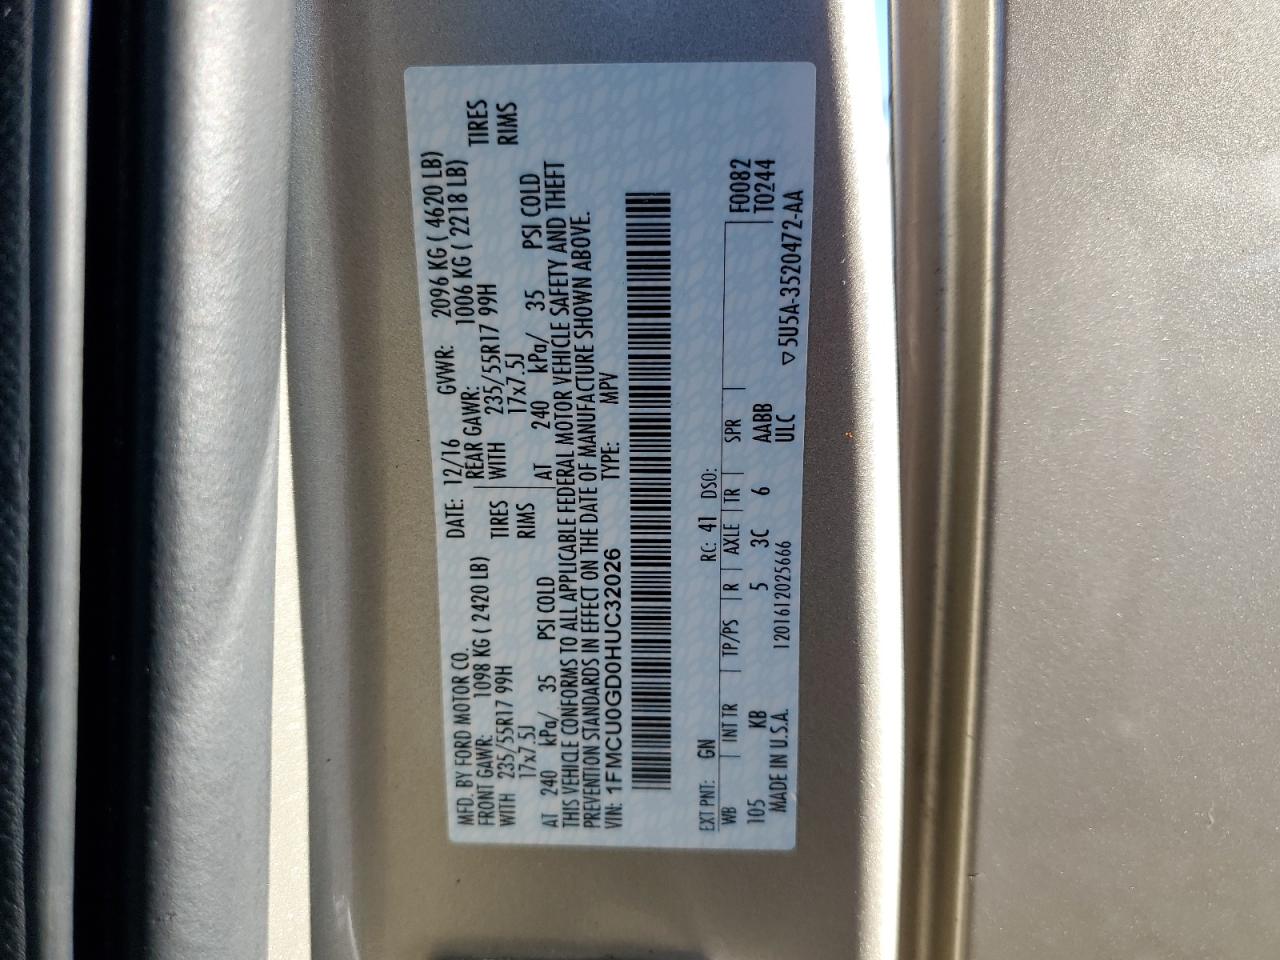 MFD. BY FORD MOTOR CO. DATE: 12/16 GVWR: 2096 KG ( 4620 LB)
FRONT GAWR: 1098 KG ( 2420 LB) REAR GAWR: 1006 KG ( 2218 LB)
WITH 235/55R17 99H TIRES WITH 235/55R17 99H TIRES
17x7.5J RIMS 17x7.5J RIMS
AT 240 kPa/ 35 PSI COLD AT 240 kPa/ 35 PSI COLD
THIS VEHICLE CONFORMS TO ALL APPLICABLE FEDERAL MOTOR VEHICLE SAFETY AND THEFT
PREVENTION STANDARDS IN EFFECT ON THE DATE OF MANUFACTURE SHOWN ABOVE.
VIN: 1FMCU0GD0HUC32026 TYPE: MPV
EXT PNT: GN RC: 41 DSO:
WB INT TR TP/PS R AXLE TR SPR F0082
105 KB 5 3C 6 AABB T0244
MADE IN U.S.A. 1201612025666 ULC ▽5U5A-3520472-AA